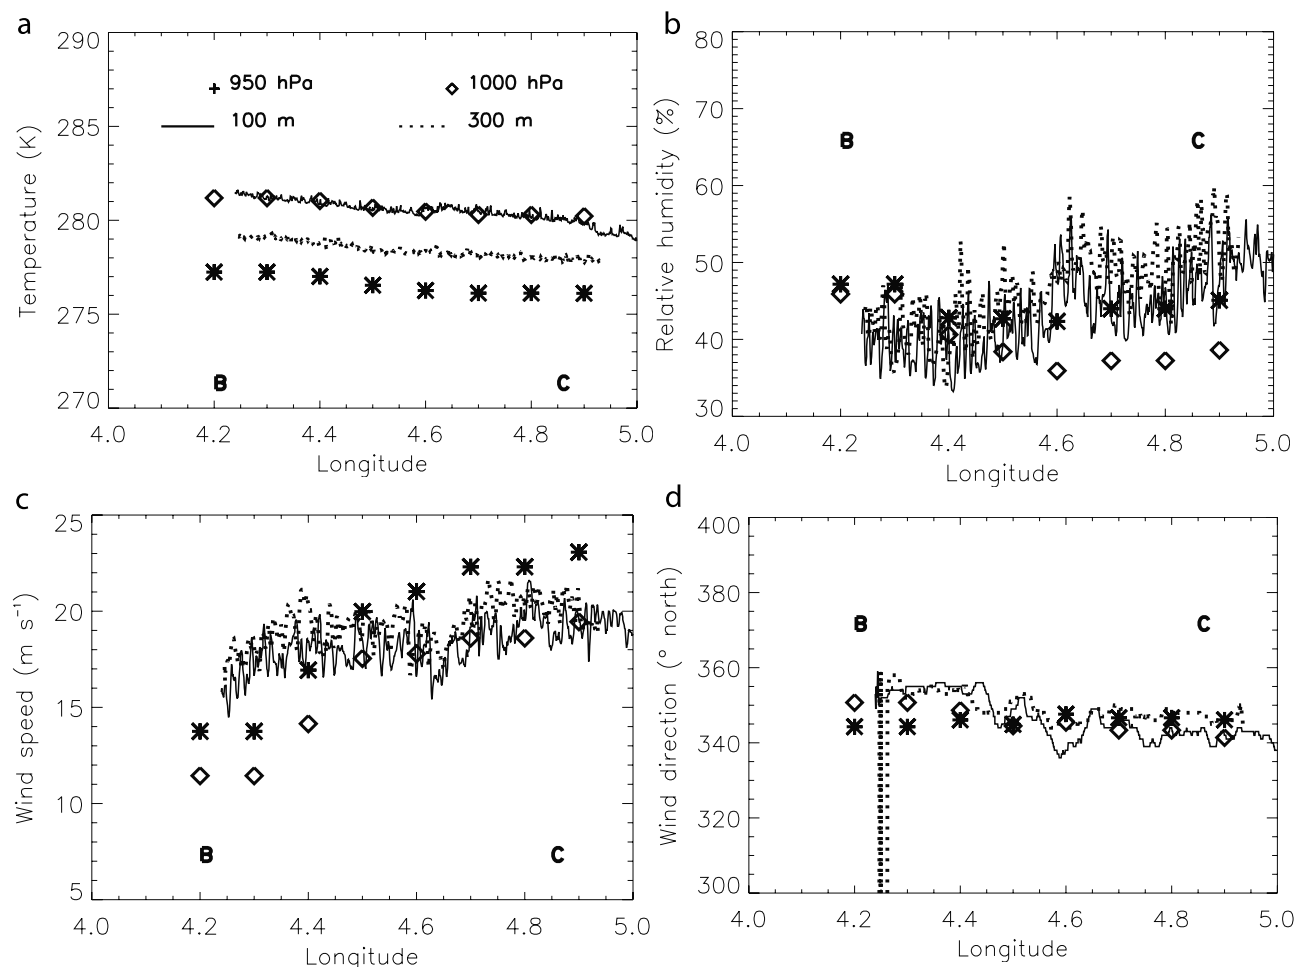 a
290
285
280
275
270
Temperature (K)
950 hPa
1000 hPa
100 m
300 m
B
C
4.0
4.2
4.4
4.6
4.8
5.0
Longitude
b
80
70
60
50
40
30
Relative humidity (%)
B
C
4.0
4.2
4.4
4.6
4.8
5.0
Longitude
c
25
20
15
10
5
Wind speed (m s⁻¹)
B
C
4.0
4.2
4.4
4.6
4.8
5.0
Longitude
d
400
380
360
340
320
300
Wind direction (° north)
B
C
4.0
4.2
4.4
4.6
4.8
5.0
Longitude